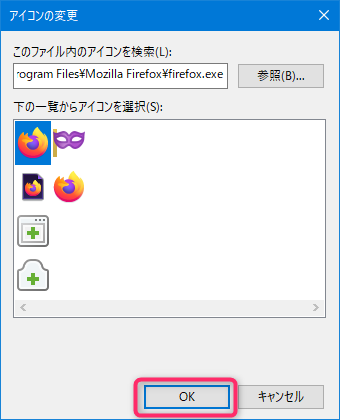 アイコンの変更
このファイル内のアイコンを検索(L):
rogram Files¥Mozilla Firefox¥firefox.exe
参照(B)...
下の一覧からアイコンを選択(S):
OK
キャンセル